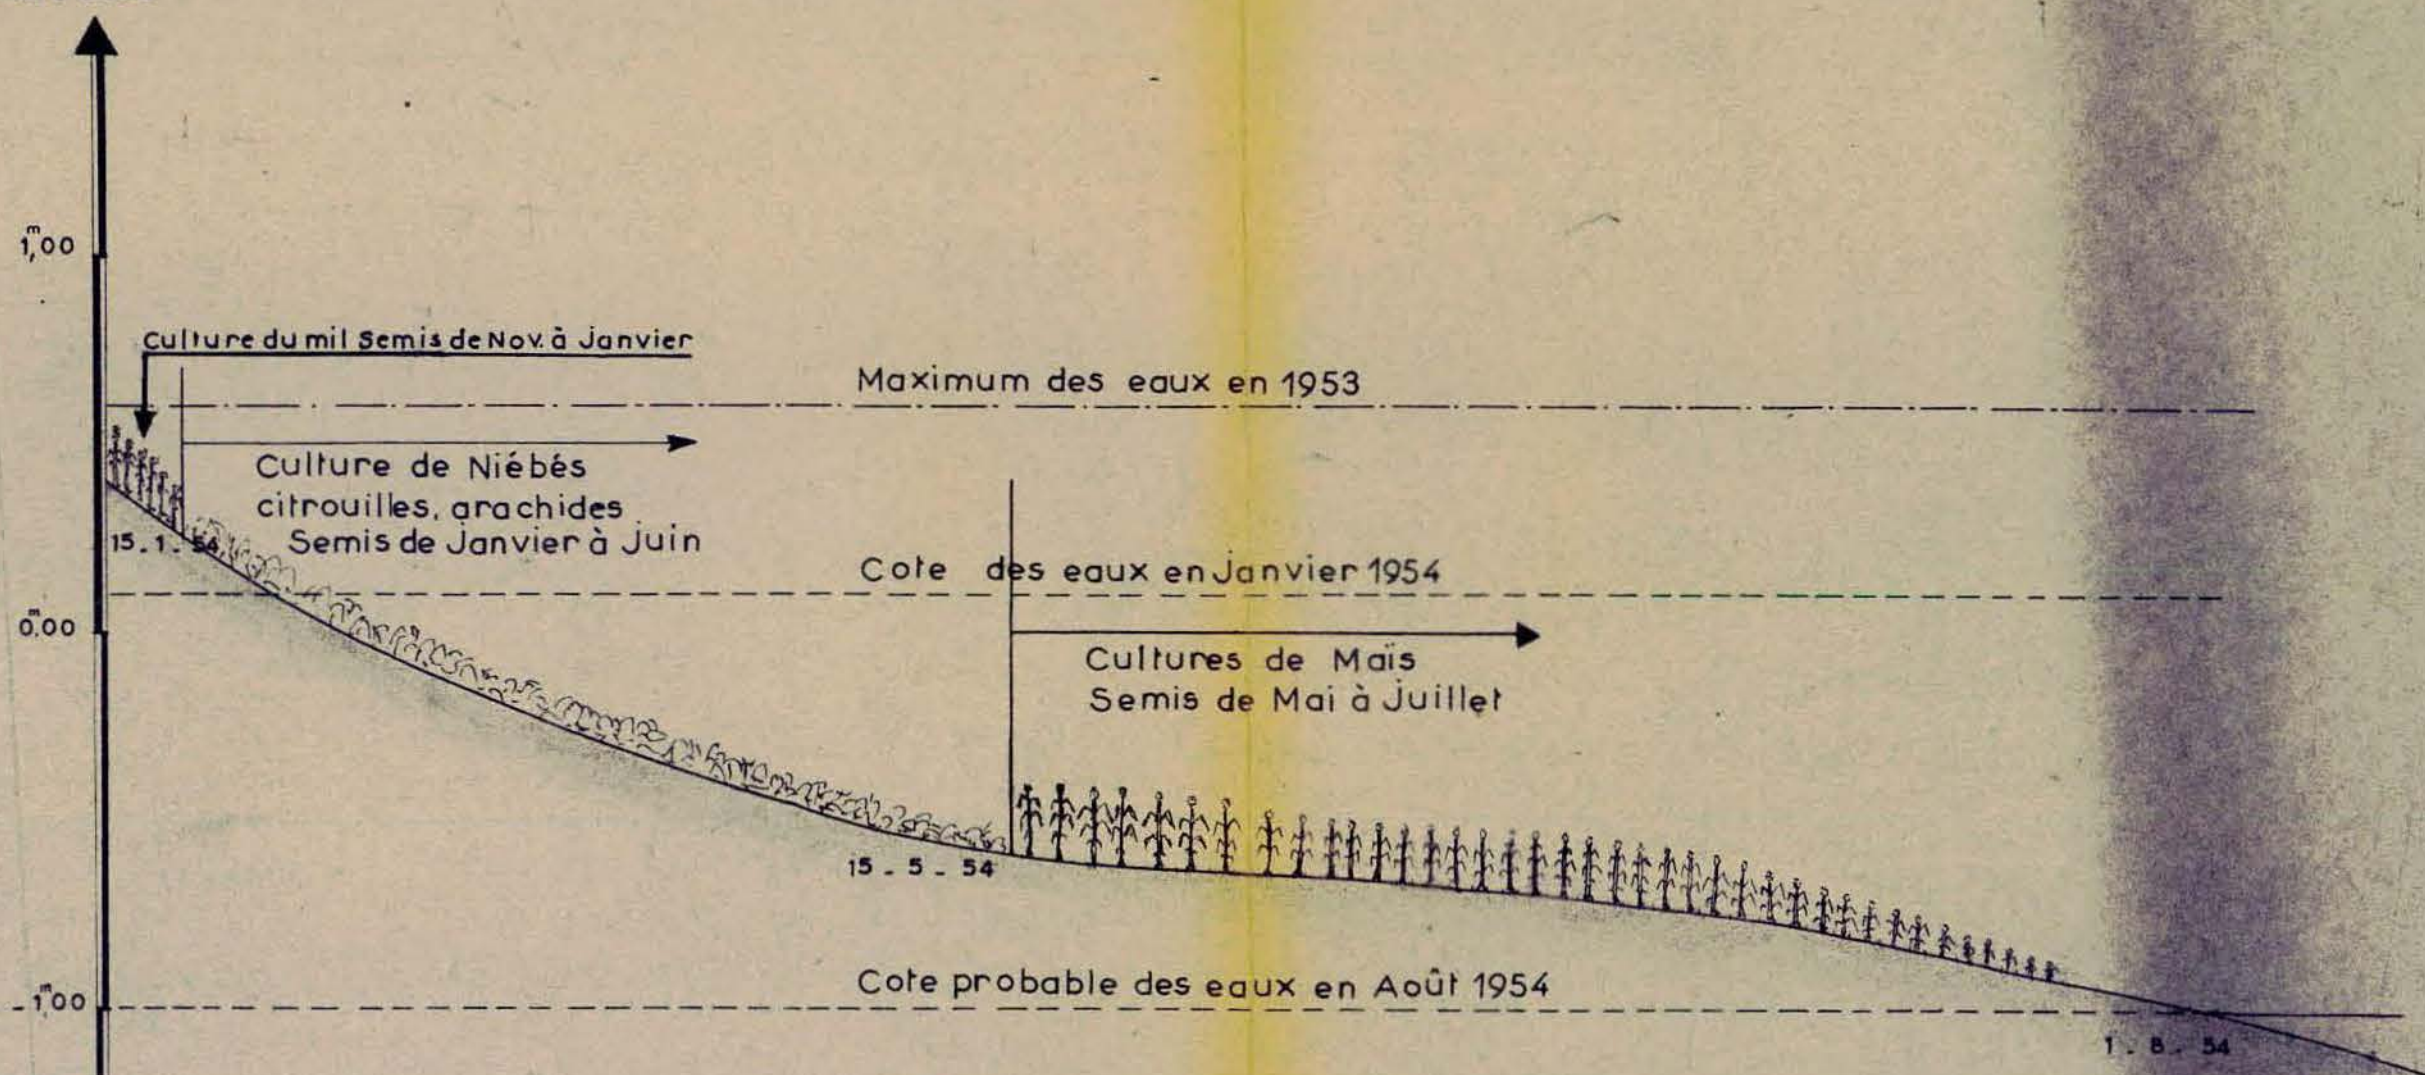 1,00 m
Culture du mil Semis de Nov. à Janvier
Maximum des eaux en 1953
Culture de Niébés
citrouilles, arachides
Semis de Janvier à Juin
15.1.54
Cote des eaux en Janvier 1954
0.00 m
Cultures de Maïs
Semis de Mai à Juillet
15 - 5 - 54
Cote probable des eaux en Août 1954
-1,00 m
1 . 8 . 54